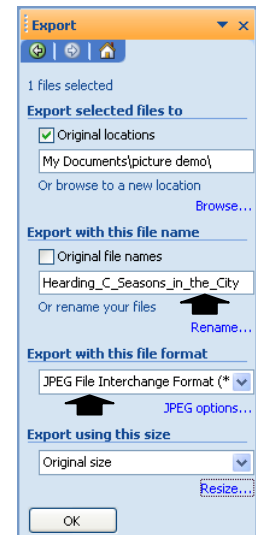 Export
1 files selected
Export selected files to
Original locations
My Documents\picture demo\
Or browse to a new location
Browse...
Export with this file name
Original file names
Hearding_C_Seasons_in_the_City
Or rename your files
Rename...
Export with this file format
JPEG File Interchange Format (*
JPEG options...
Export using this size
Original size
Resize...
OK